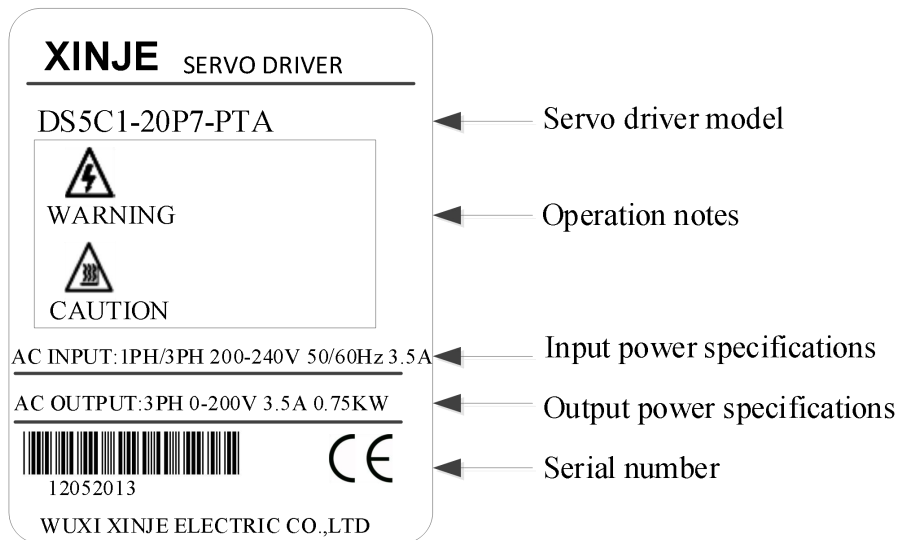 XINJE SERVO DRIVER
DS5C1-20P7-PTA
Servo driver model
WARNING
Operation notes
CAUTION
AC INPUT:1PH/3PH 200-240V 50/60Hz 3.5A
Input power specifications
AC OUTPUT:3PH 0-200V 3.5A 0.75KW
Output power specifications
CE
Serial number
12052013
WUXI XINJE ELECTRIC CO.,LTD